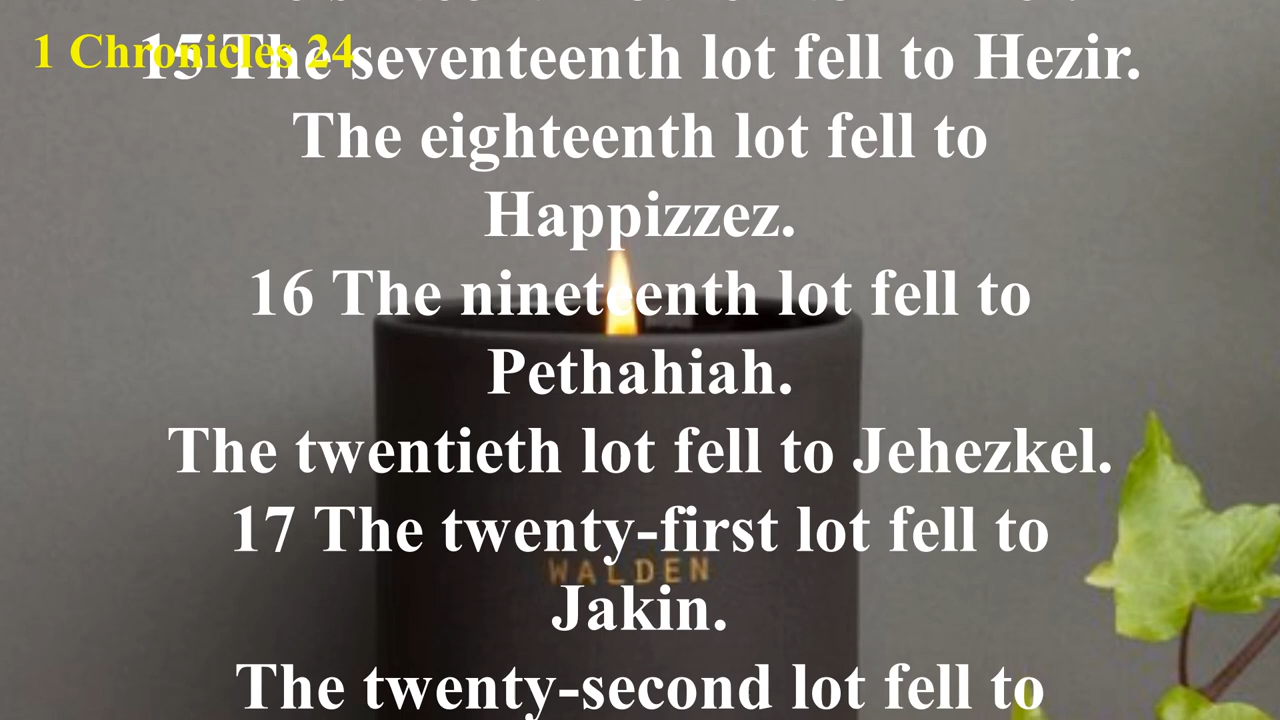 1 Chronicles 24
15 The seventeenth lot fell to Hezir.
The eighteenth lot fell to
Happizzez.
16 The nineteenth lot fell to
Pethahiah.
The twentieth lot fell to Jehezkel.
17 The twenty-first lot fell to
WALDEN
Jakin.
The twenty-second lot fell to